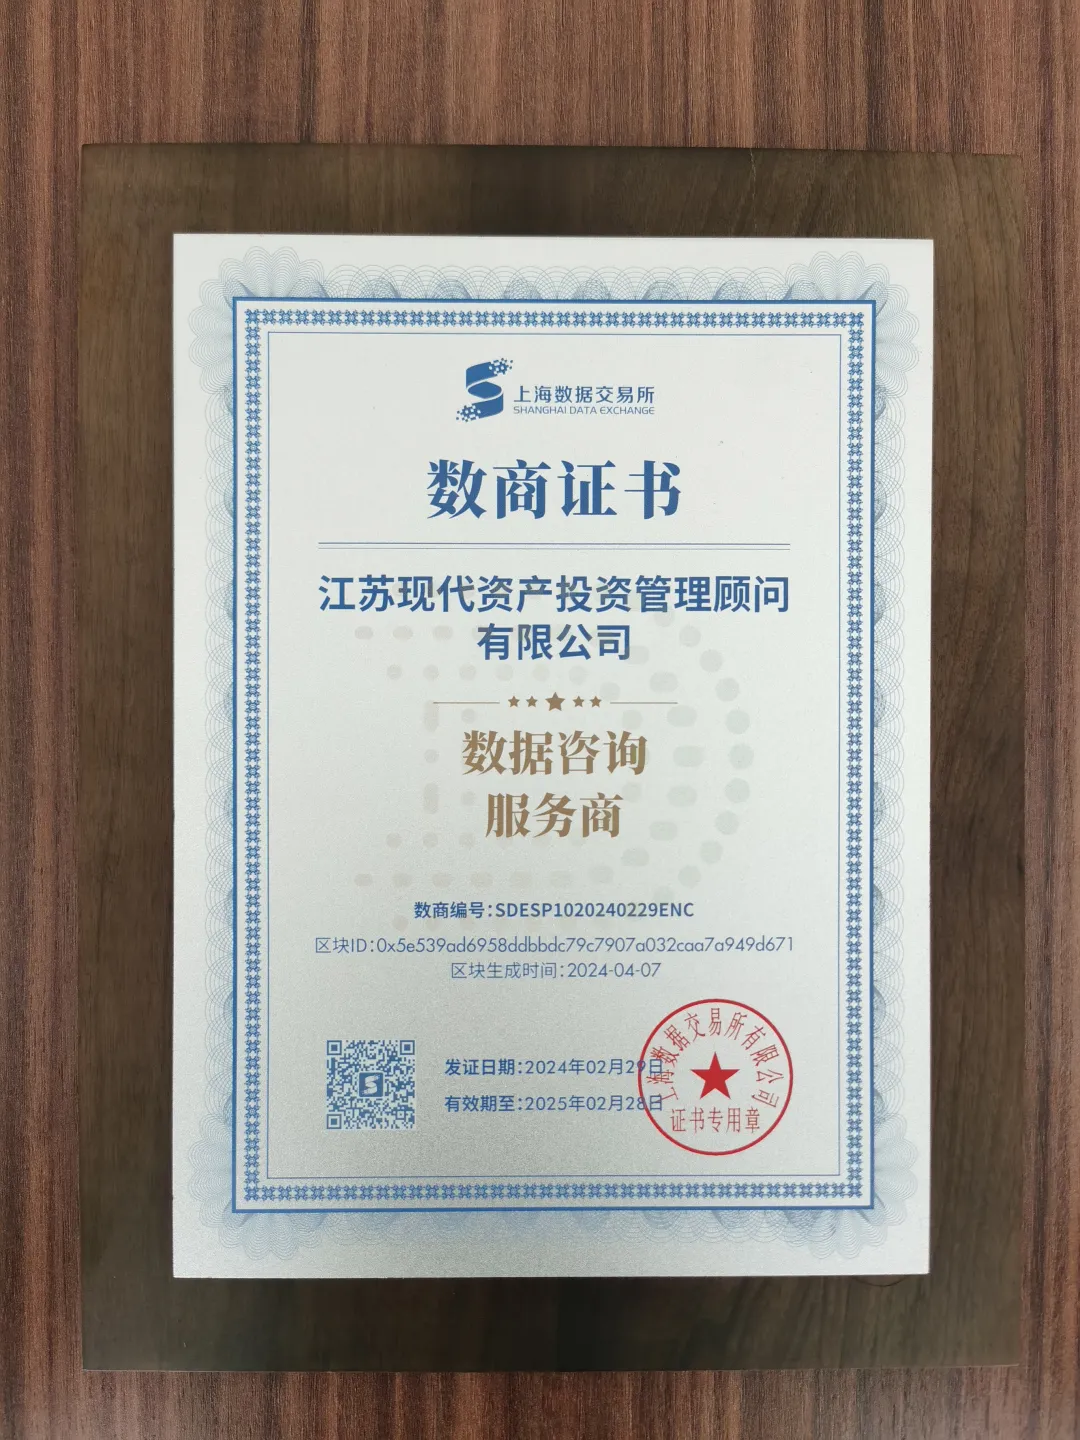 上海数据交易所
SHANGHAI DATA EXCHANGE
数商证书
江苏现代资产投资管理顾问
有限公司
数据咨询
服务商
数商编号:SDESP1020240229ENC
区块ID:0x5e539ad6958ddbbdc79c7907a032caa7a949d671
区块生成时间:2024-04-07
发证日期:2024年02月29日
有效期至:2025年02月28日
上海数据交易所有限公司
证书专用章